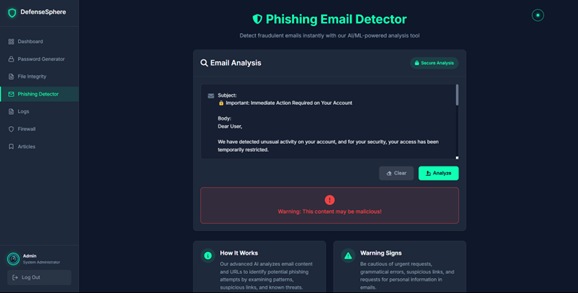 DefenseSphere
Dashboard
Password Generator
File Integrity
Phishing Detector
Logs
Firewall
Articles
Admin
System Administrator
Log Out
Phishing Email Detector
Detect fraudulent emails instantly with our AI/ML-powered analysis tool
Email Analysis
Secure Analysis
Subject:
🔒 Important: Immediate Action Required on Your Account
Body:
Dear User,
We have detected unusual activity on your account, and for your security, your access has been
temporarily restricted.
Clear
Analyze
Warning: This content may be malicious!
How It Works
Our advanced AI analyzes email content
and URLs to identify potential phishing
attempts by examining patterns,
suspicious links, and known threats.
Warning Signs
Be cautious of urgent requests,
grammatical errors, suspicious links, and
requests for personal information in
emails.